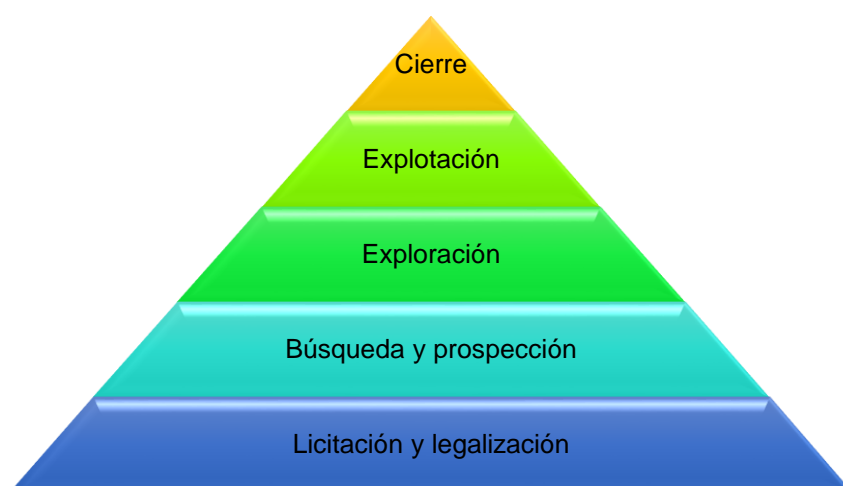 Cierre
Explotación
Exploración
Búsqueda y prospección
Licitación y legalización